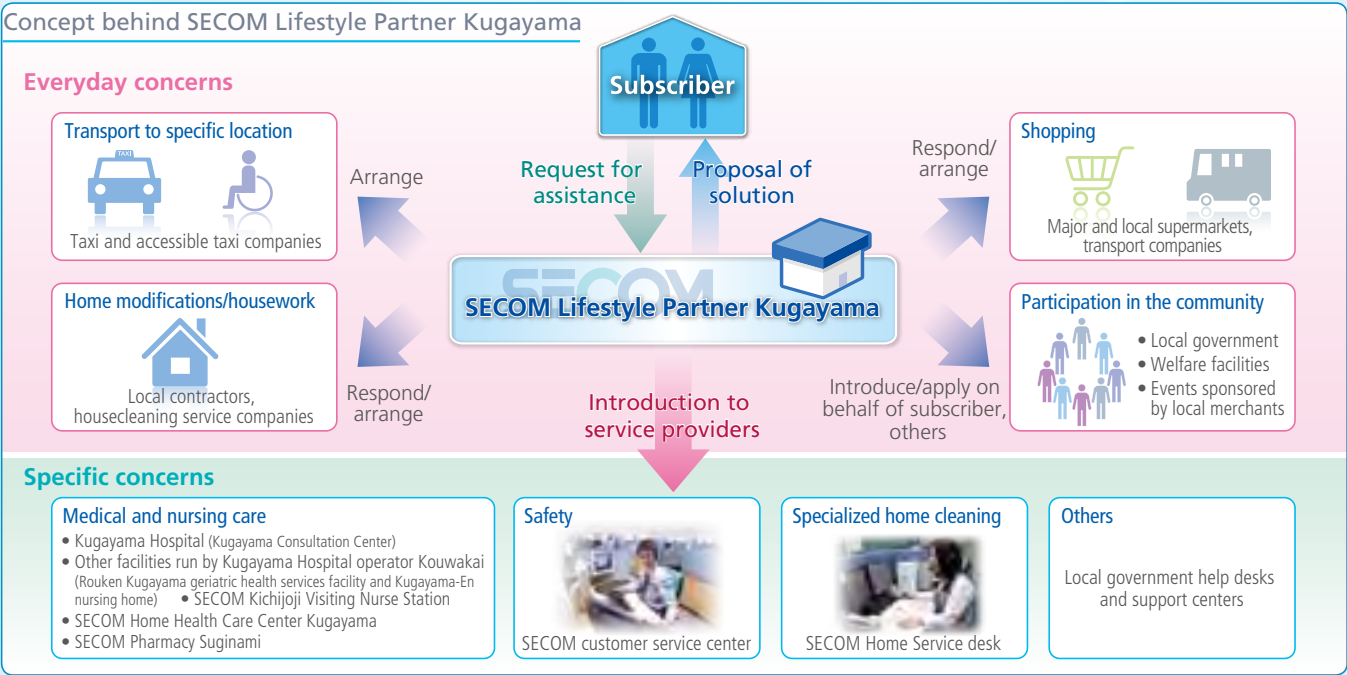 Concept behind SECOM Lifestyle Partner Kugayama
Subscriber
Everyday concerns
Transport to specific location
TAXI
Taxi and accessible taxi companies
Arrange
Request for
assistance
Proposal of
solution
Respond/
arrange
Shopping
Major and local supermarkets,
transport companies
SECOM
SECOM Lifestyle Partner Kugayama
Home modifications/housework
Local contractors,
housecleaning service companies
Respond/
arrange
Introduction to
service providers
Introduce/apply on
behalf of subscriber,
others
Participation in the community
• Local government
• Welfare facilities
• Events sponsored
by local merchants
Specific concerns
Medical and nursing care
• Kugayama Hospital (Kugayama Consultation Center)
• Other facilities run by Kugayama Hospital operator Kouwakai
(Rouken Kugayama geriatric health services facility and Kugayama-En
nursing home) • SECOM Kichijoji Visiting Nurse Station
• SECOM Home Health Care Center Kugayama
• SECOM Pharmacy Suginami
Safety
SECOM customer service center
Specialized home cleaning
SECOM Home Service desk
Others
Local government help desks
and support centers